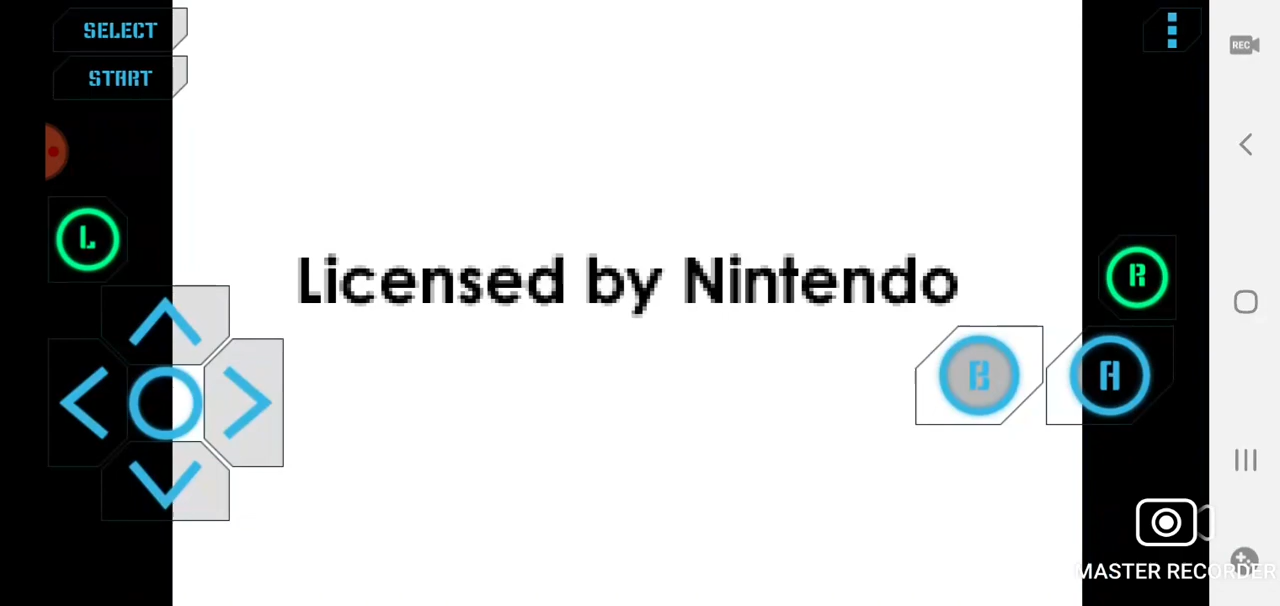 SELECT
START
REC
L
R
Licensed by Nintendo
B
A
MASTER RECORDER